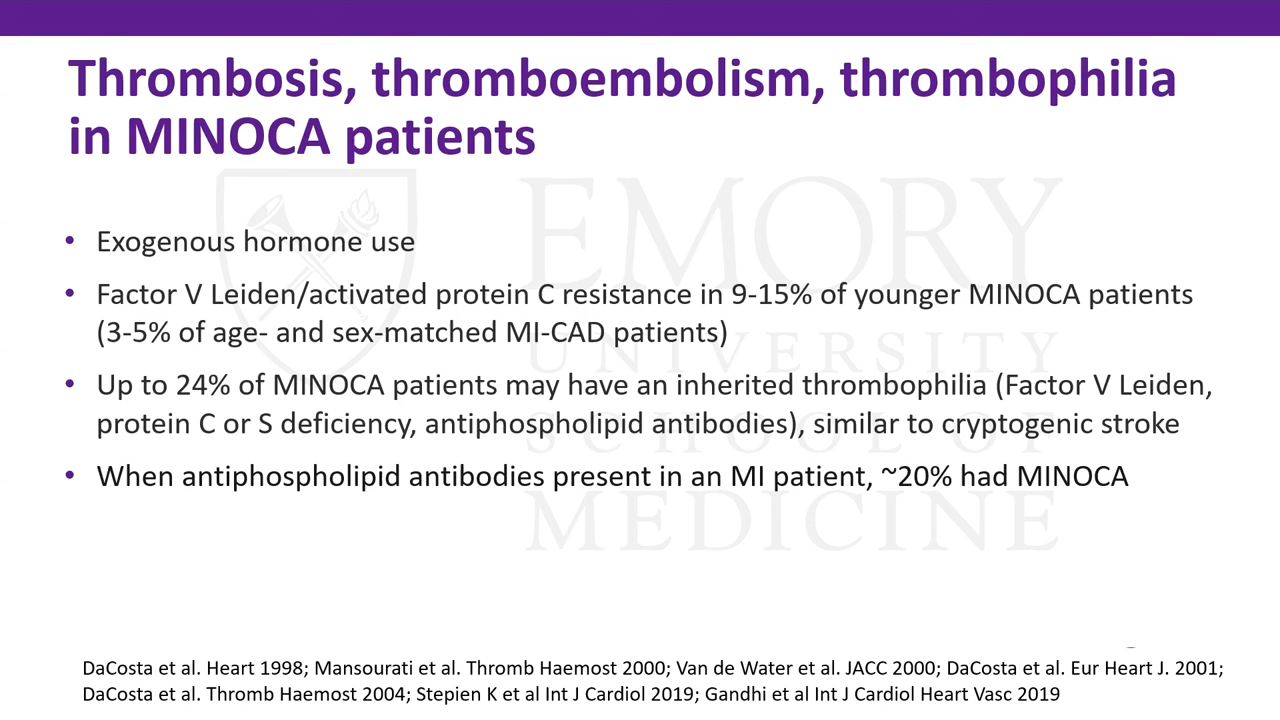 Thrombosis, thromboembolism, thrombophilia
in MINOCA patients
EMORY
UNIVERSITY
SCHOOL OF
MEDICINE
• Exogenous hormone use
• Factor V Leiden/activated protein C resistance in 9-15% of younger MINOCA patients
(3-5% of age- and sex-matched MI-CAD patients)
• Up to 24% of MINOCA patients may have an inherited thrombophilia (Factor V Leiden,
protein C or S deficiency, antiphospholipid antibodies), similar to cryptogenic stroke
• When antiphospholipid antibodies present in an MI patient, ~20% had MINOCA
DaCosta et al. Heart 1998; Mansourati et al. Thromb Haemost 2000; Van de Water et al. JACC 2000; DaCosta et al. Eur Heart J. 2001;
DaCosta et al. Thromb Haemost 2004; Stepien K et al Int J Cardiol 2019; Gandhi et al Int J Cardiol Heart Vasc 2019